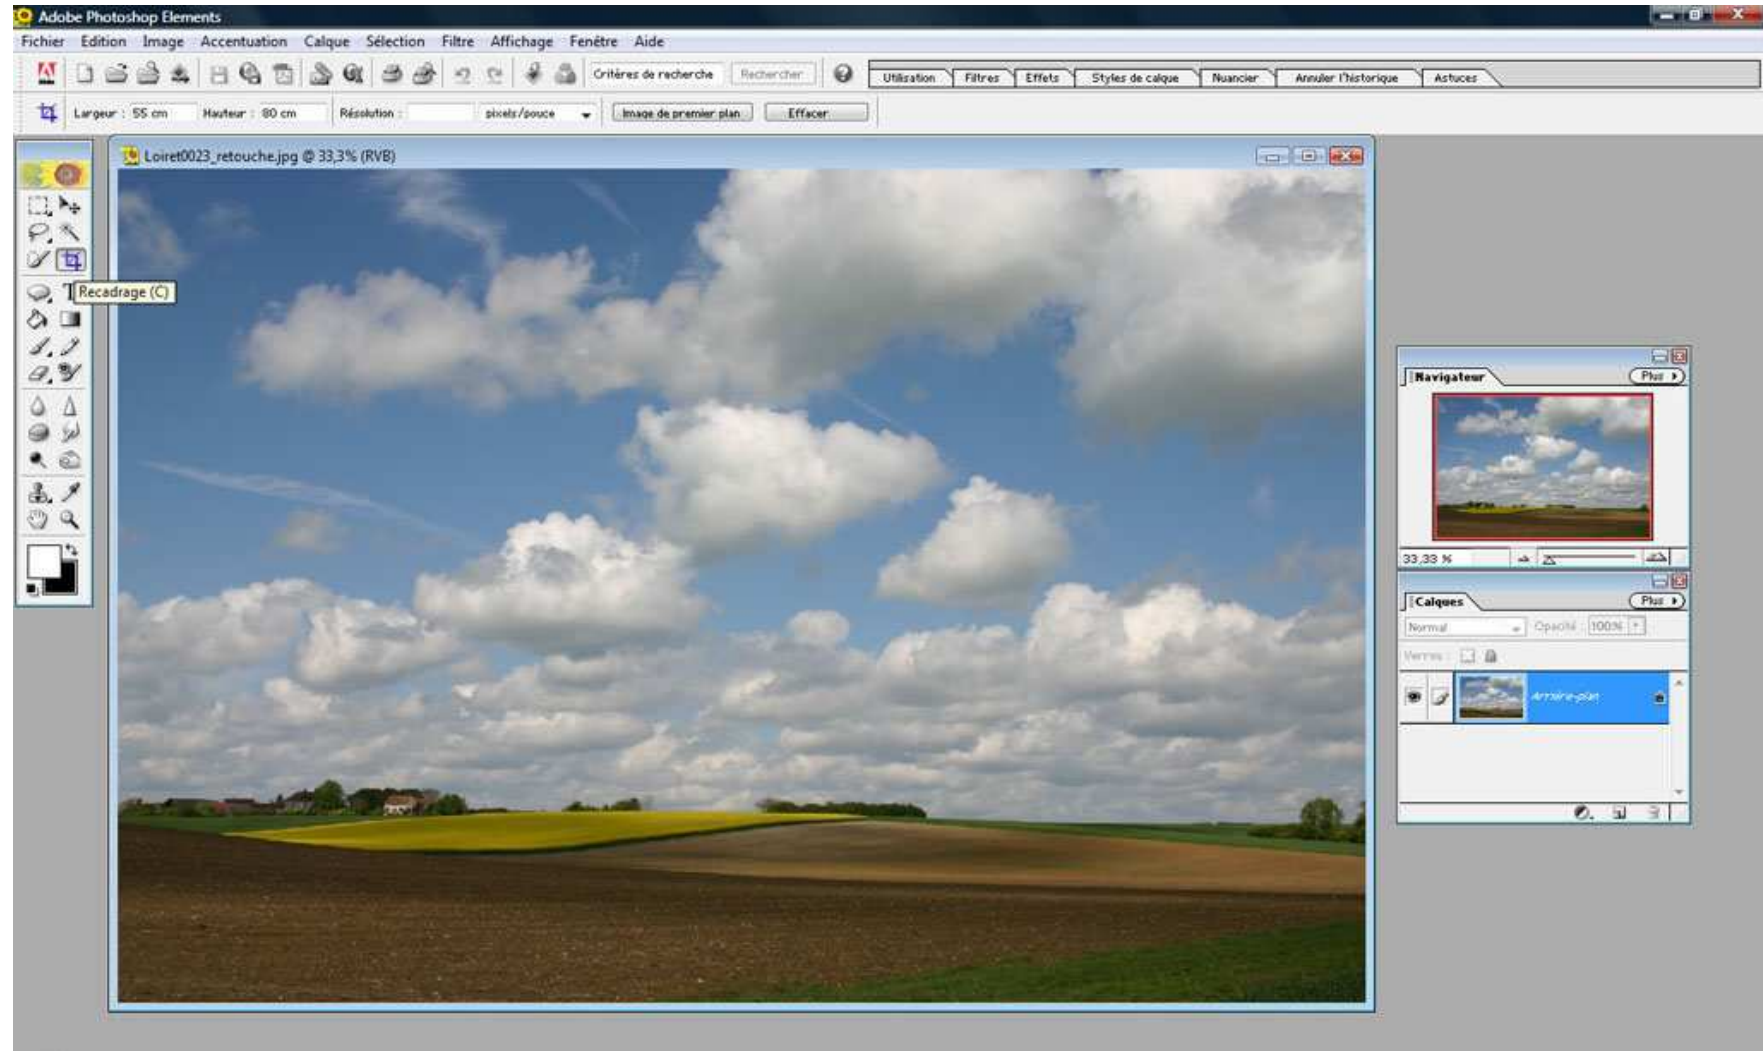 Adobe Photoshop Elements
Fichier Edition Image Accentuation Calque Sélection Filtre Affichage Fenêtre Aide
Critères de recherche Rechercher Utilisation Filtres Effets Styles de calque Nuancier Annuler l'historique Astuces
Largeur : 55 cm Hauteur : 80 cm Résolution : pixels/pouce Image de premier plan Effacer
Loiret0023_retouche.jpg @ 33,3% (RVB)
Recadrage (C)
Navigateur Plus
33,33 %
Calques Plus
Normal Opacité : 100%
Verrou :
Arrière-plan